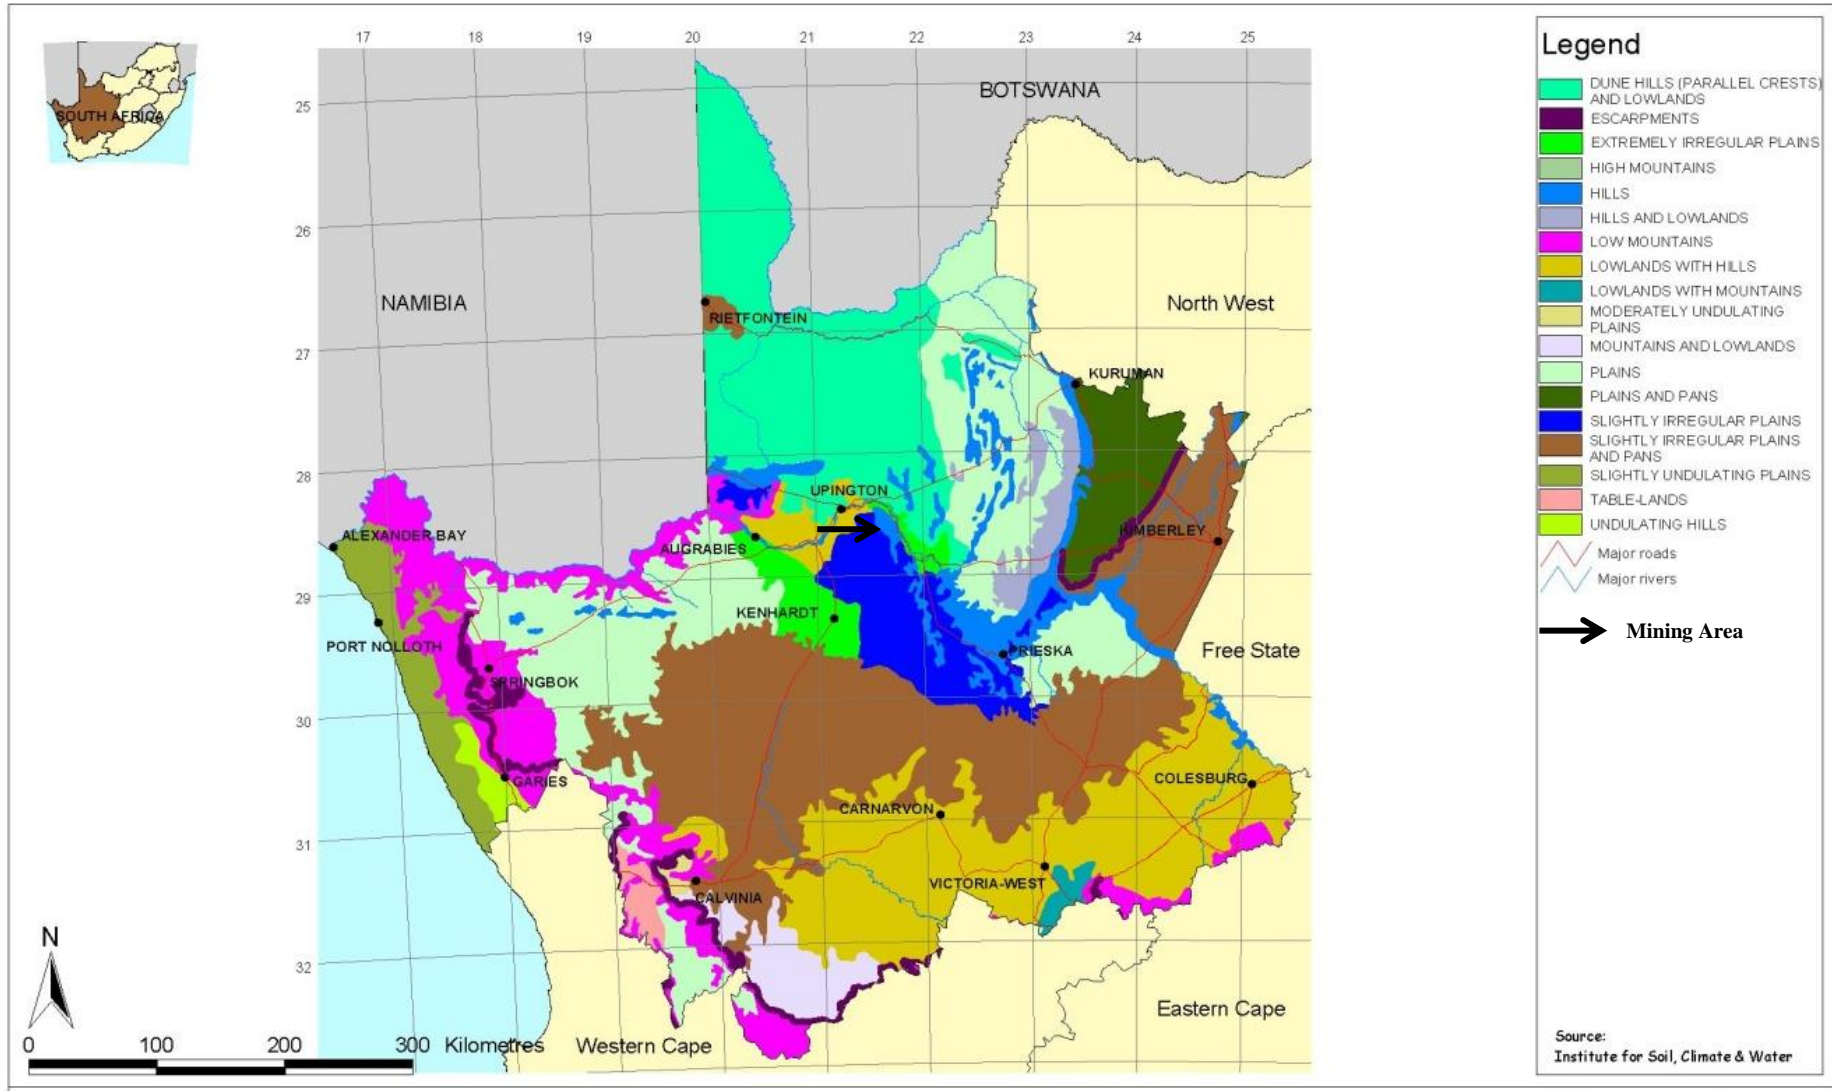 17 18 19 20 21 22 23 24 25
25
26
27
28
29
30
31
32
SOUTH AFRICA
BOTSWANA
NAMIBIA
North West
RIETFONTEIN
KURUMAN
UPINGTON
ALEXANDER BAY
AUGRABIES
KIMBERLEY
KENHARDT
PORT NOLLOTH
PRIESKA
Free State
SPRINGBOK
GARIES
COLESBURG
CARNARVON
VICTORIA-WEST
CALVINIA
Eastern Cape
Western Cape
N
0 100 200 300 Kilometres
Legend
DUNE HILLS (PARALLEL CRESTS)
AND LOWLANDS
ESCARPMENTS
EXTREMELY IRREGULAR PLAINS
HIGH MOUNTAINS
HILLS
HILLS AND LOWLANDS
LOW MOUNTAINS
LOWLANDS WITH HILLS
LOWLANDS WITH MOUNTAINS
MODERATELY UNDULATING
PLAINS
MOUNTAINS AND LOWLANDS
PLAINS
PLAINS AND PANS
SLIGHTLY IRREGULAR PLAINS
SLIGHTLY IRREGULAR PLAINS
AND PANS
SLIGHTLY UNDULATING PLAINS
TABLE-LANDS
UNDULATING HILLS
Major roads
Major rivers
Mining Area
Source:
Institute for Soil, Climate & Water